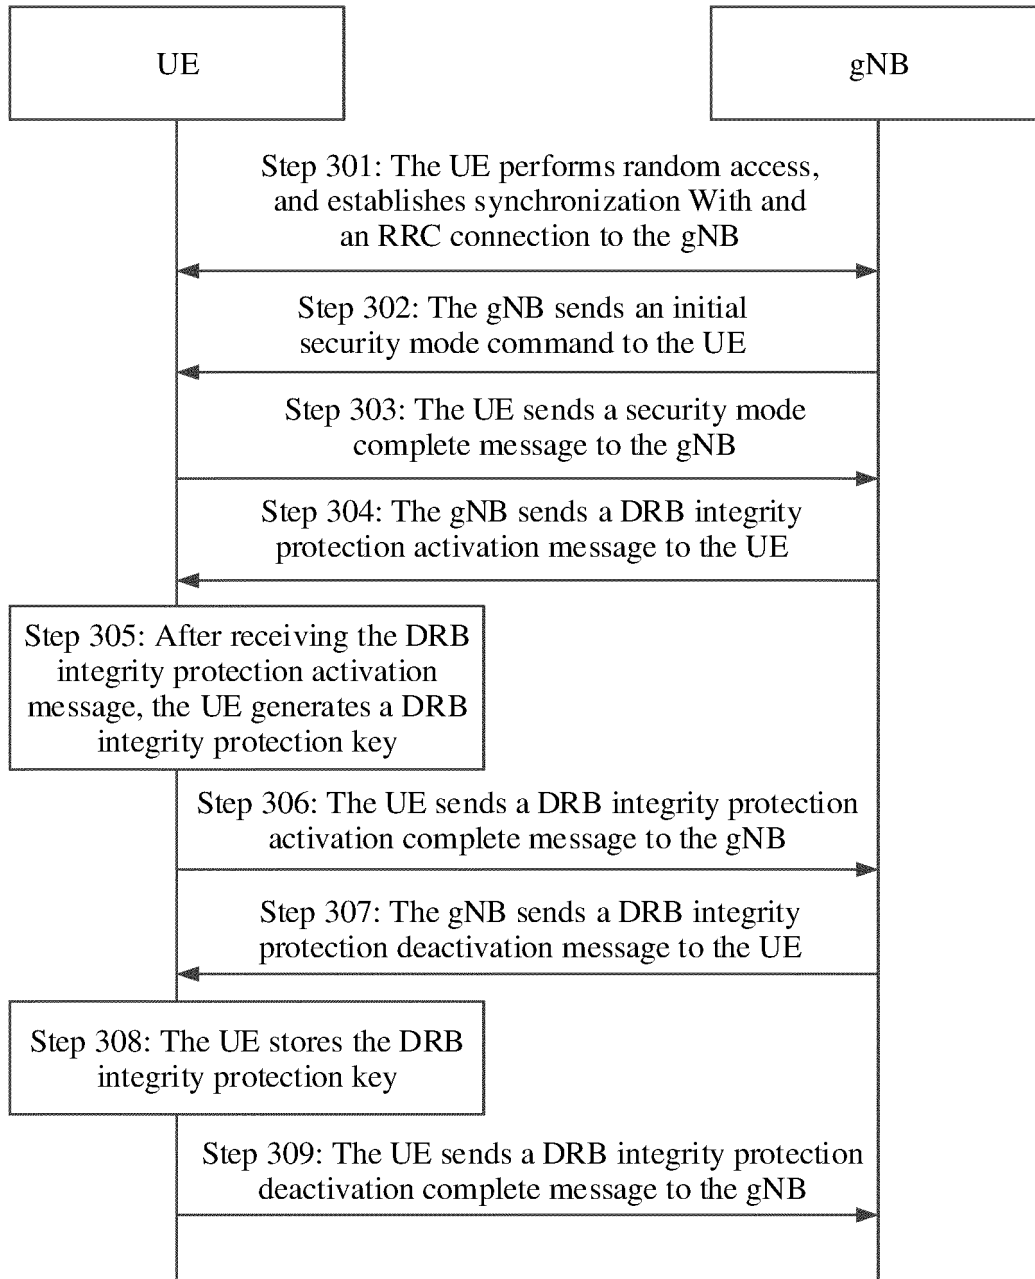 UE
gNB
Step 301: The UE performs random access,
and establishes synchronization With and
an RRC connection to the gNB
Step 302: The gNB sends an initial
security mode command to the UE
Step 303: The UE sends a security mode
complete message to the gNB
Step 304: The gNB sends a DRB integrity
protection activation message to the UE
Step 305: After receiving the DRB
integrity protection activation
message, the UE generates a DRB
integrity protection key
Step 306: The UE sends a DRB integrity protection
activation complete message to the gNB
Step 307: The gNB sends a DRB integrity
protection deactivation message to the UE
Step 308: The UE stores the DRB
integrity protection key
Step 309: The UE sends a DRB integrity protection
deactivation complete message to the gNB